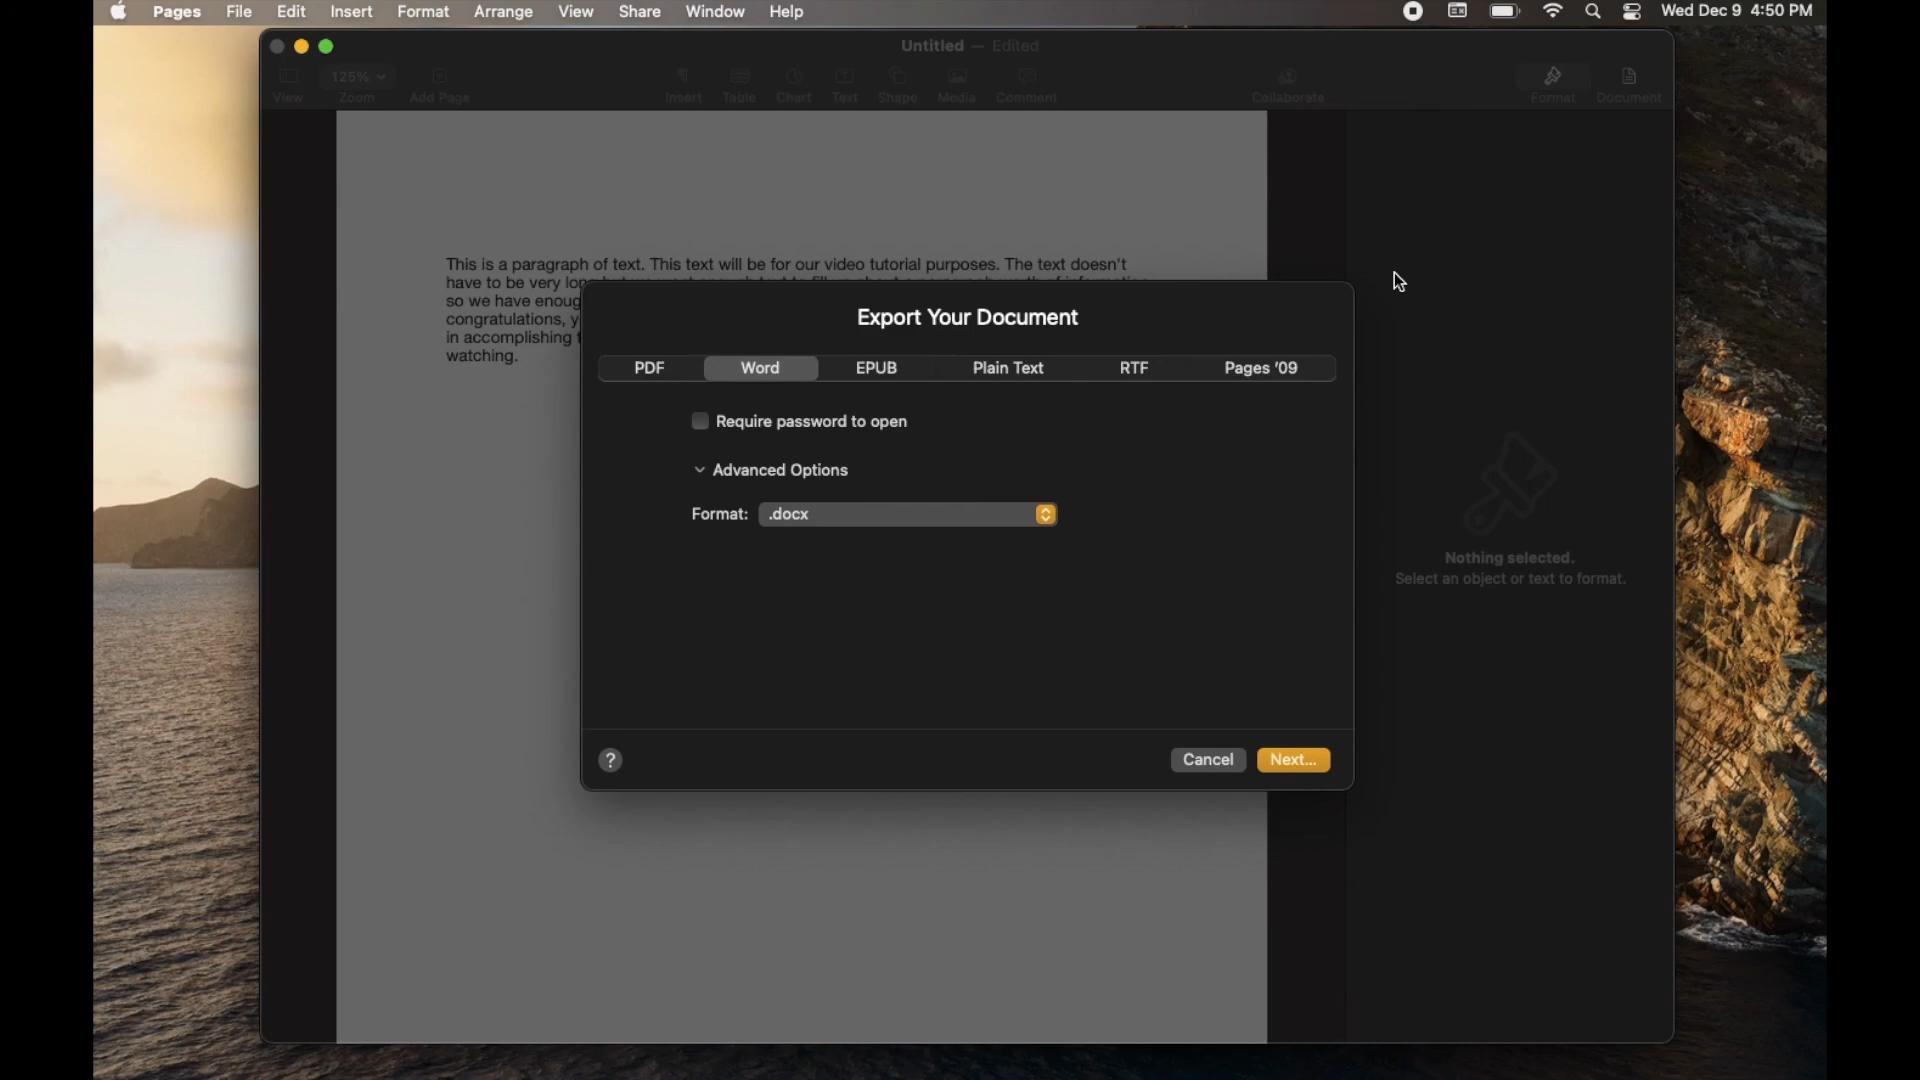 Pages File Edit Insert Format Arrange View Share Window Help Wed Dec 9 4:50 PM
Untitled — Edited
125%
View Zoom Add Page Insert Table Chart Text Shape Media Comment Collaborate Format Document
This is a paragraph of text. This text will be for our video tutorial purposes. The text doesn't
have to be very
so we have enoug
congratulations, y
in accomplishing
watching.
Export Your Document
PDF Word EPUB Plain Text RTF Pages '09
Require password to open
Advanced Options
Format: .docx
Nothing selected.
Select an object or text to format.
? Cancel Next...